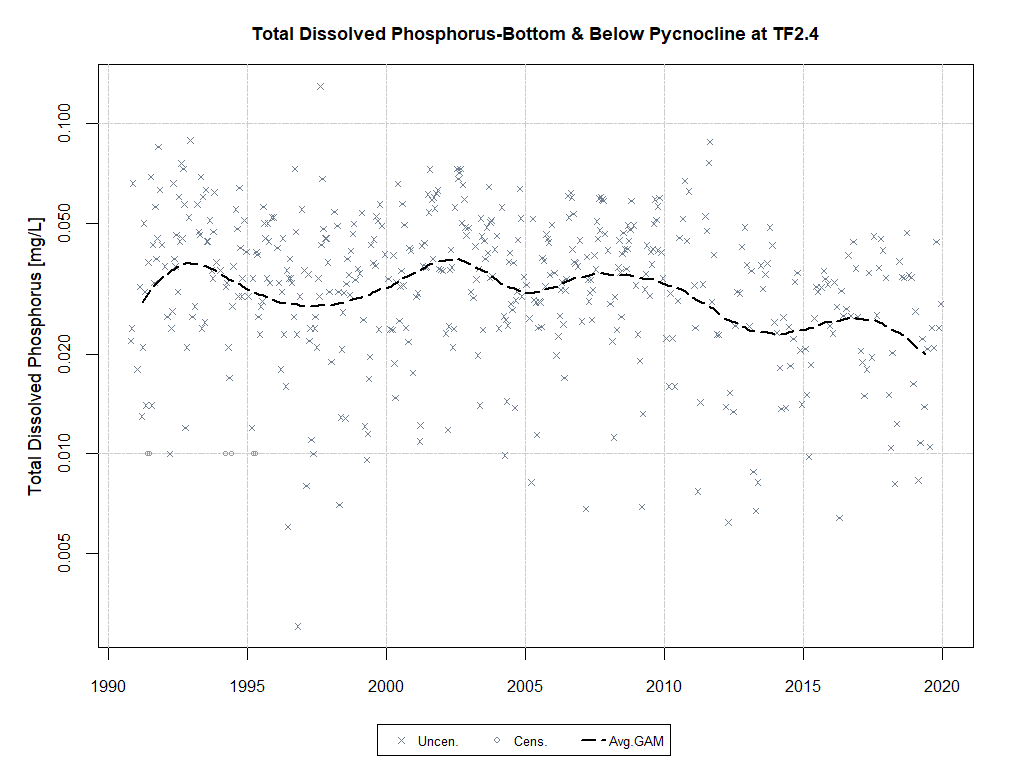 Total Dissolved Phosphorus-Bottom & Below Pycnocline at TF2.4
Total Dissolved Phosphorus [mg/L]
0.100
0.050
0.020
0.010
0.005
1990 1995 2000 2005 2010 2015 2020
Uncen. Cens. Avg.GAM